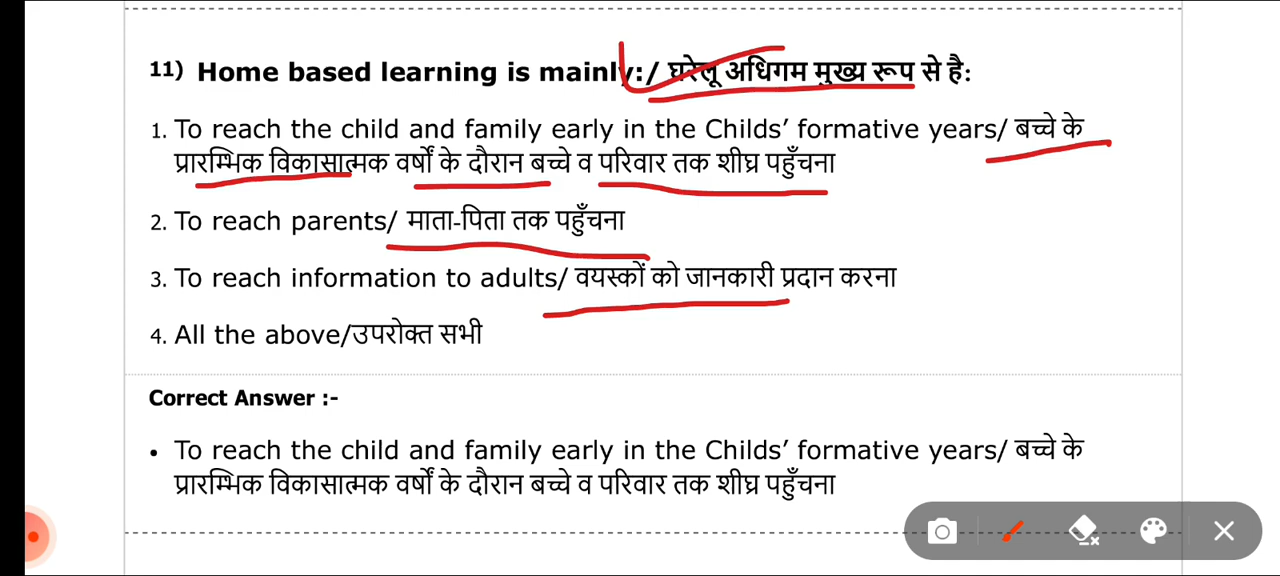 11) Home based learning is mainly:/ घरेलू अधिगम मुख्य रूप से है:
1. To reach the child and family early in the Childs’ formative years/ बच्चे के
प्रारम्भिक विकासात्मक वर्षों के दौरान बच्चे व परिवार तक शीघ्र पहुँचना
2. To reach parents/ माता-पिता तक पहुँचना
3. To reach information to adults/ वयस्कों को जानकारी प्रदान करना
4. All the above/उपरोक्त सभी
Correct Answer :-
• To reach the child and family early in the Childs’ formative years/ बच्चे के
प्रारम्भिक विकासात्मक वर्षों के दौरान बच्चे व परिवार तक शीघ्र पहुँचना